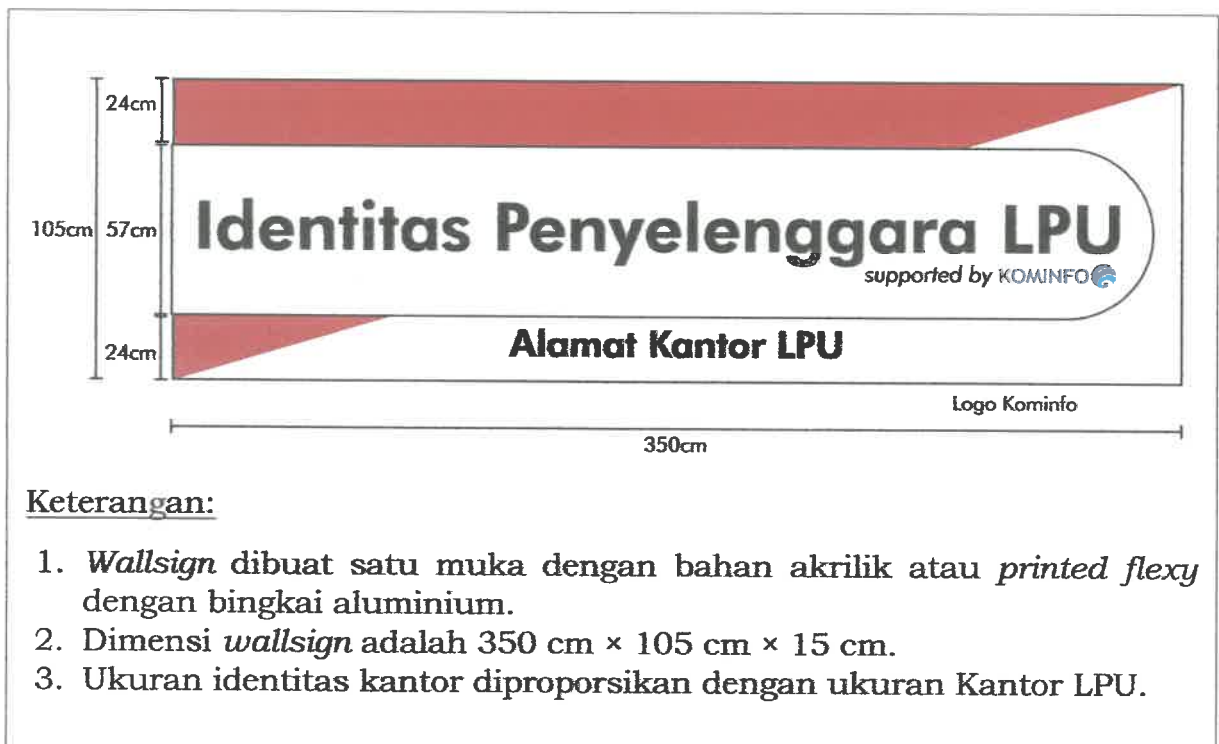 24cm
Identitas Penyelenggara LPU
105cm 57cm
supported by KOMINFO
24cm
Alamat Kantor LPU
Logo Kominfo
350cm
Keterangan:
1. Wallsign dibuat satu muka dengan bahan akrilik atau printed flexy
dengan bingkai aluminium.
2. Dimensi wallsign adalah 350 cm × 105 cm × 15 cm.
3. Ukuran identitas kantor diproporsikan dengan ukuran Kantor LPU.